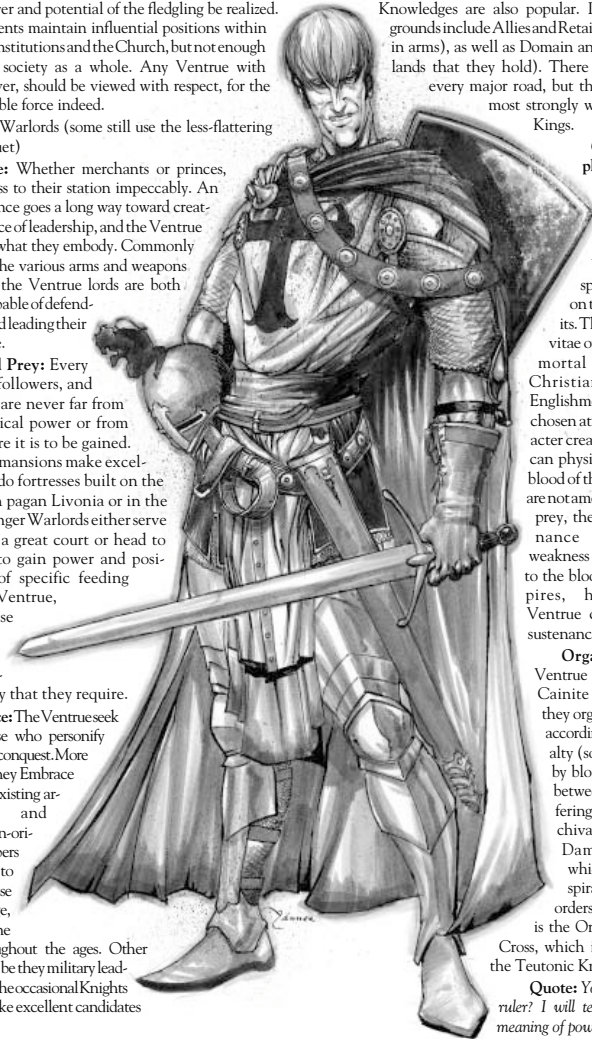 er and potential of the fledgling be realized.
ents maintain influential positions within
nstitutions and the Church, but not enough
society as a whole. Any Ventrue with
ver, should be viewed with respect, for the
ble force indeed.
Warlords (some still use the less-flattering
uet)
e: Whether merchants or princes,
ss to their station impeccably. An
nce goes a long way toward creat-
ce of leadership, and the Ventrue
what they embody. Commonly
he various arms and weapons
the Ventrue lords are both
pable of defend-
d leading their
e.
l Prey: Every
followers, and
are never far from
ical power or from
re it is to be gained.
mansions make excel-
do fortresses built on the
n pagan Livonia or in the
nger Warlords either serve
a great court or head to
to gain power and posi-
of specific feeding
Ventrue,
se
-
y that they require.
ce: The Ventrue seek
se who personify
conquest. More
hey Embrace
xisting ar-
and
n-ori-
bers
to
se
e,
he
ughout the ages. Other
be they military lead-
he occasional Knights
ke excellent candidates
Knowledges are also popular. I
grounds include Allies and Retai
in arms), as well as Domain an
lands that they hold). There
every major road, but th
most strongly w
Kings.
pl
sp
on t
its. Th
vitae o
mortal
Christian
Englishme
chosen at
acter crea
can physi
blood of th
are not am
prey, the
nance
weakness
to the bloo
pires, h
Ventrue c
sustenanc
Orga
Ventrue
Cainite
they org
accordin
alty (so
by blo
betwee
fering
chiva
Dam
whi
spira
orders
is the Or
Cross, which i
the Teutonic Kr
Quote: Yo
ruler? I will te
meaning of pow